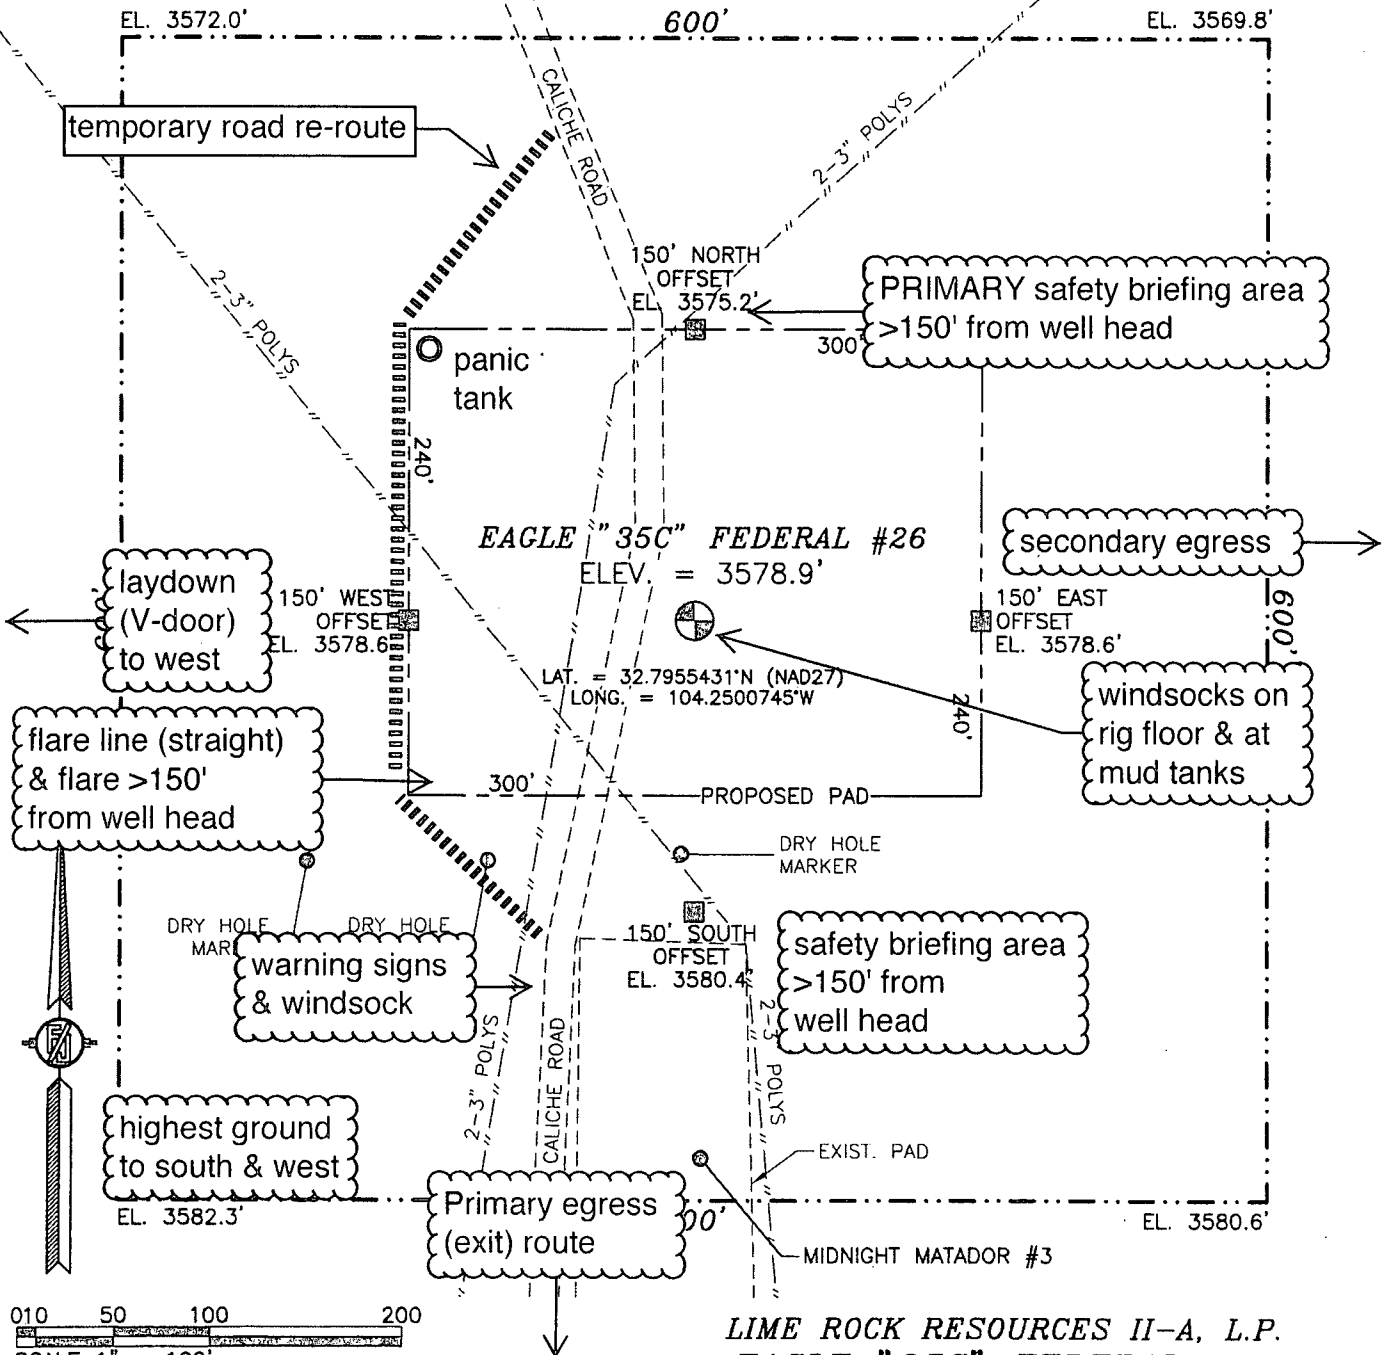 EL. 3572.0'
600'
EL. 3569.8'
temporary road re-route
CALICHE ROAD
2-3" POLYS
2-3" POLYS
150' NORTH
OFFSET
EL. 3575.2'
PRIMARY safety briefing area
>150' from well head
300'
panic
tank
240'
EAGLE "35C" FEDERAL #26
ELEV. = 3578.9'
secondary egress
laydown
(V-door)
to west
150' WEST
OFFSET
EL. 3578.6'
150' EAST
OFFSET
EL. 3578.6'
600'
LAT. = 32.7955431°N (NAD27)
LONG. = 104.2500745°W
240'
windsocks on
rig floor & at
mud tanks
flare line (straight)
& flare >150'
from well head
300'
PROPOSED PAD
DRY HOLE
MARKER
DRY HOLE
DRY HOLE
warning signs
& windsock
150' SOUTH
OFFSET
EL. 3580.4'
safety briefing area
>150' from
well head
2-3" POLYS
CALICHE ROAD
2-3" POLYS
highest ground
to south & west
EXIST. PAD
EL. 3582.3'
Primary egress
(exit) route
EL. 3580.6'
MIDNIGHT MATADOR #3
010 50 100 200
LIME ROCK RESOURCES II-A, L.P.